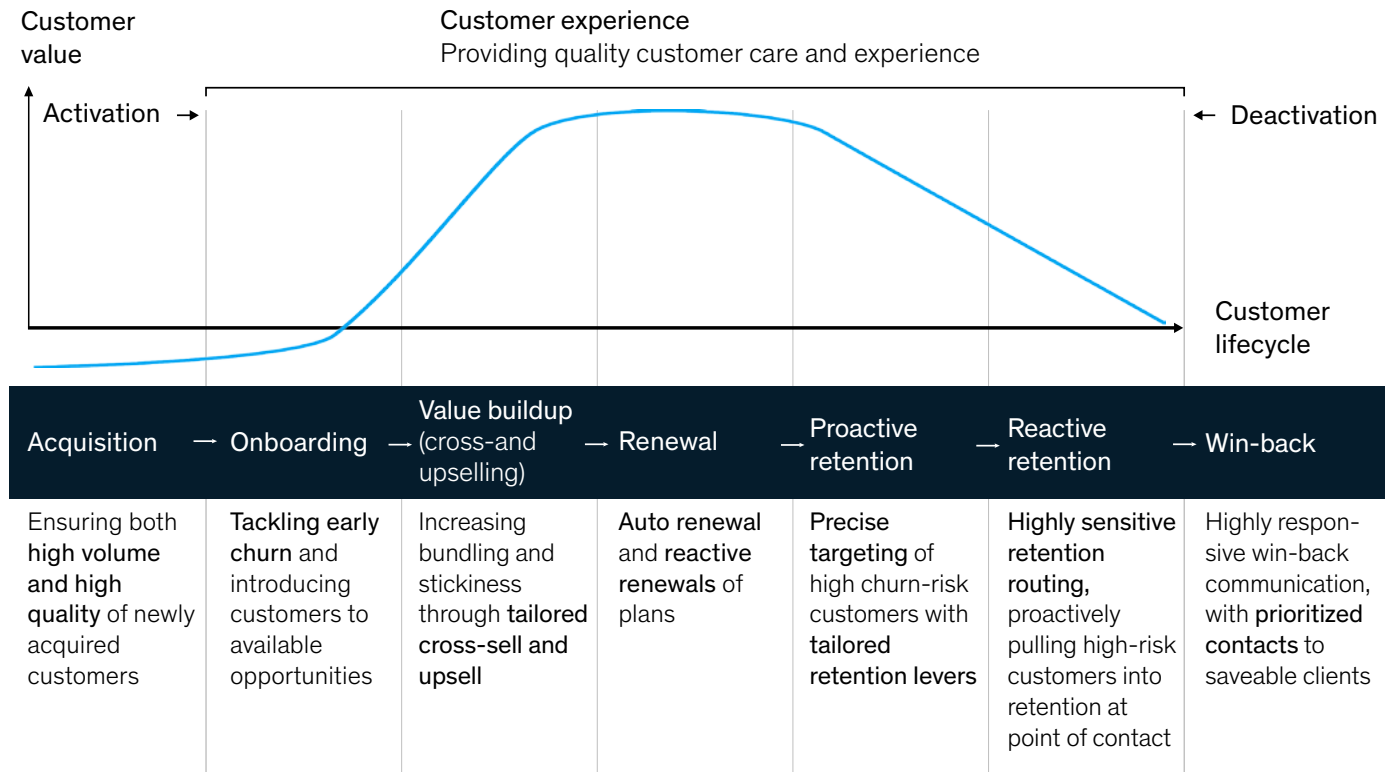 Customer
value
Customer experience
Providing quality customer care and experience
Activation →
← Deactivation
Customer
lifecycle
Acquisition
→ Onboarding
→ Value buildup
(cross-and
upselling)
→ Renewal
→ Proactive
retention
→ Reactive
retention
→ Win-back
Ensuring both
high volume
and high
quality of newly
acquired
customers
Tackling early
churn and
introducing
customers to
available
opportunities
Increasing
bundling and
stickiness
through tailored
cross-sell and
upsell
Auto renewal
and reactive
renewals of
plans
Precise
targeting of
high churn-risk
customers with
tailored
retention levers
Highly sensitive
retention
routing,
proactively
pulling high-risk
customers into
retention at
point of contact
Highly respon-
sive win-back
communication,
with prioritized
contacts to
saveable clients